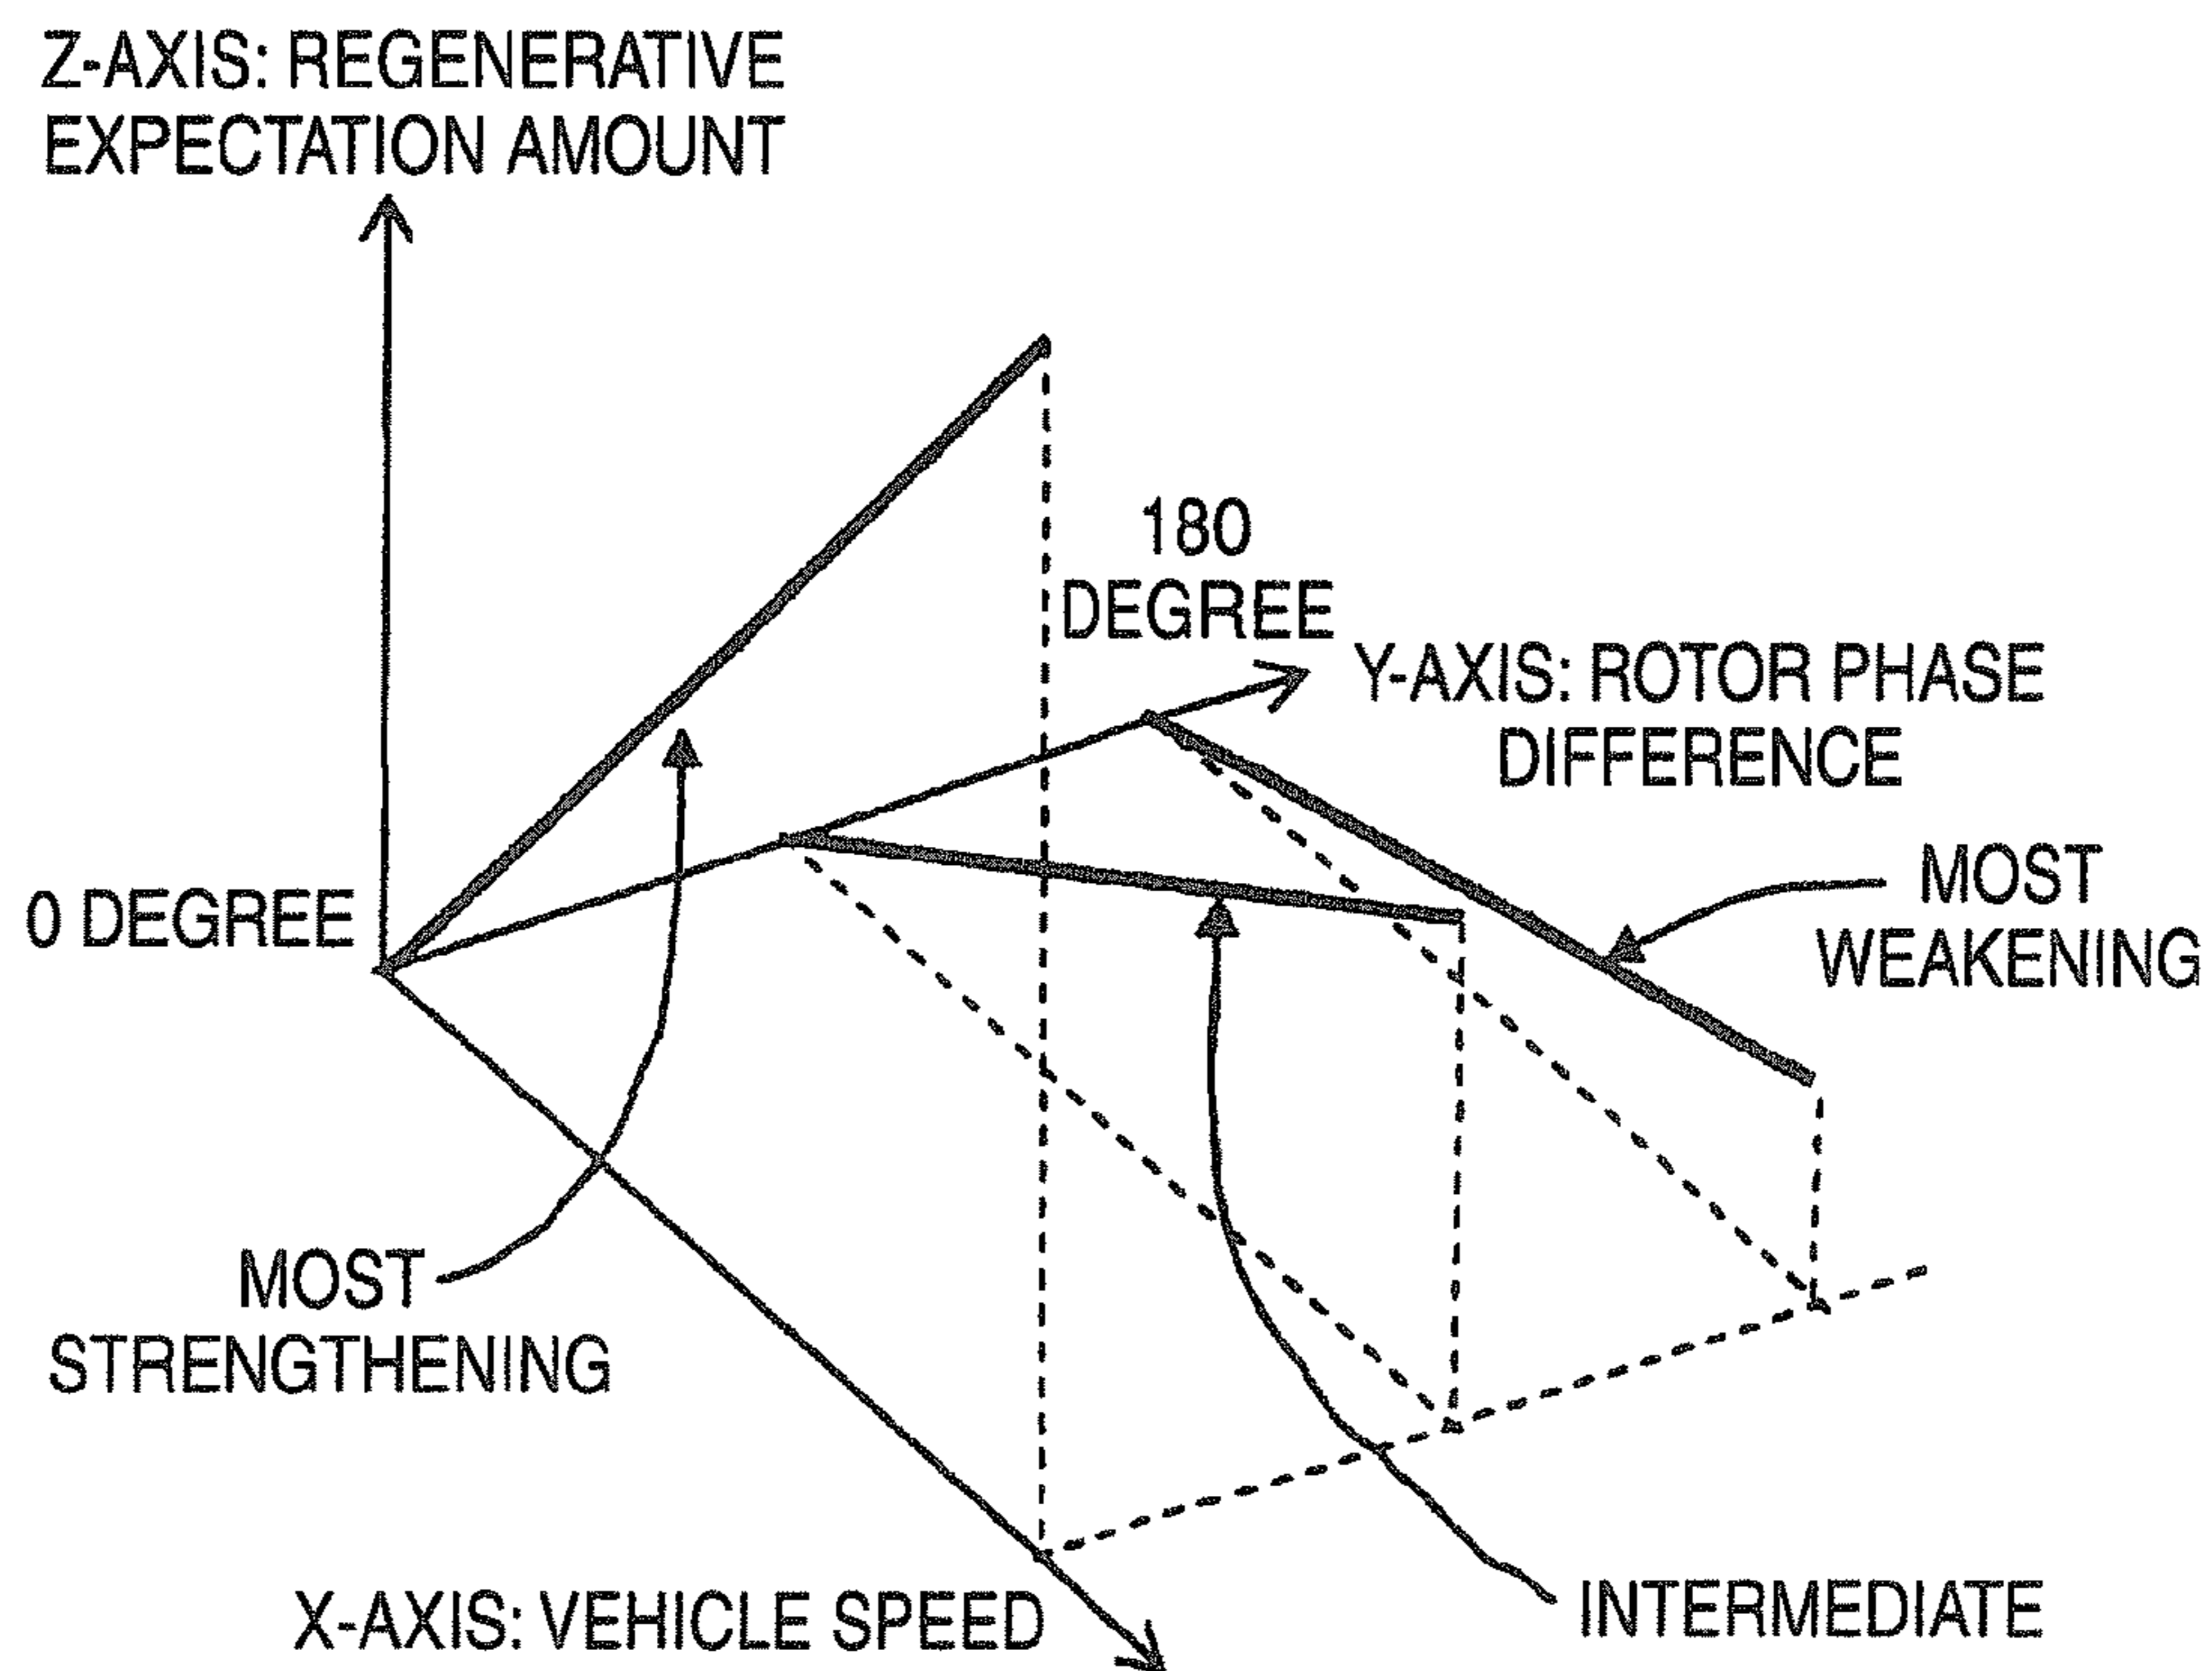 Z-AXIS: REGENERATIVE
EXPECTATION AMOUNT
180
DEGREE
Y-AXIS: ROTOR PHASE
DIFFERENCE
0 DEGREE
MOST
WEAKENING
MOST
STRENGTHENING
X-AXIS: VEHICLE SPEED
INTERMEDIATE